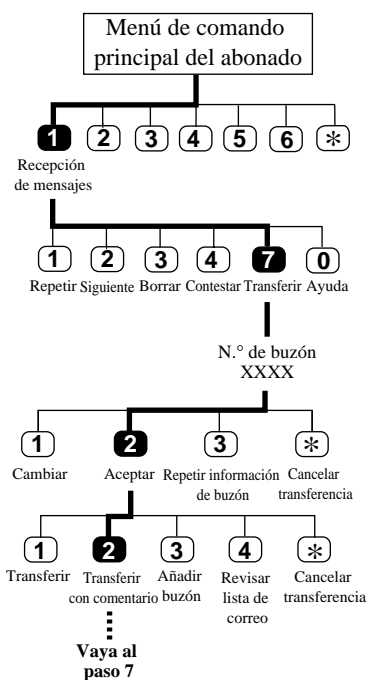 Menú de comando
principal del abonado
1 2 3 4 5 6 *
Recepción
de mensajes
1 2 3 4 7 0
Repetir Siguiente Borrar Contestar Transferir Ayuda
N.° de buzón
XXXX
1 2 3 *
Cambiar Aceptar Repetir información Cancelar
de buzón transferencia
1 2 3 4 *
Transferir Transferir Añadir Revisar Cancelar
con comentario buzón lista de transferencia
correo
Vaya al
paso 7